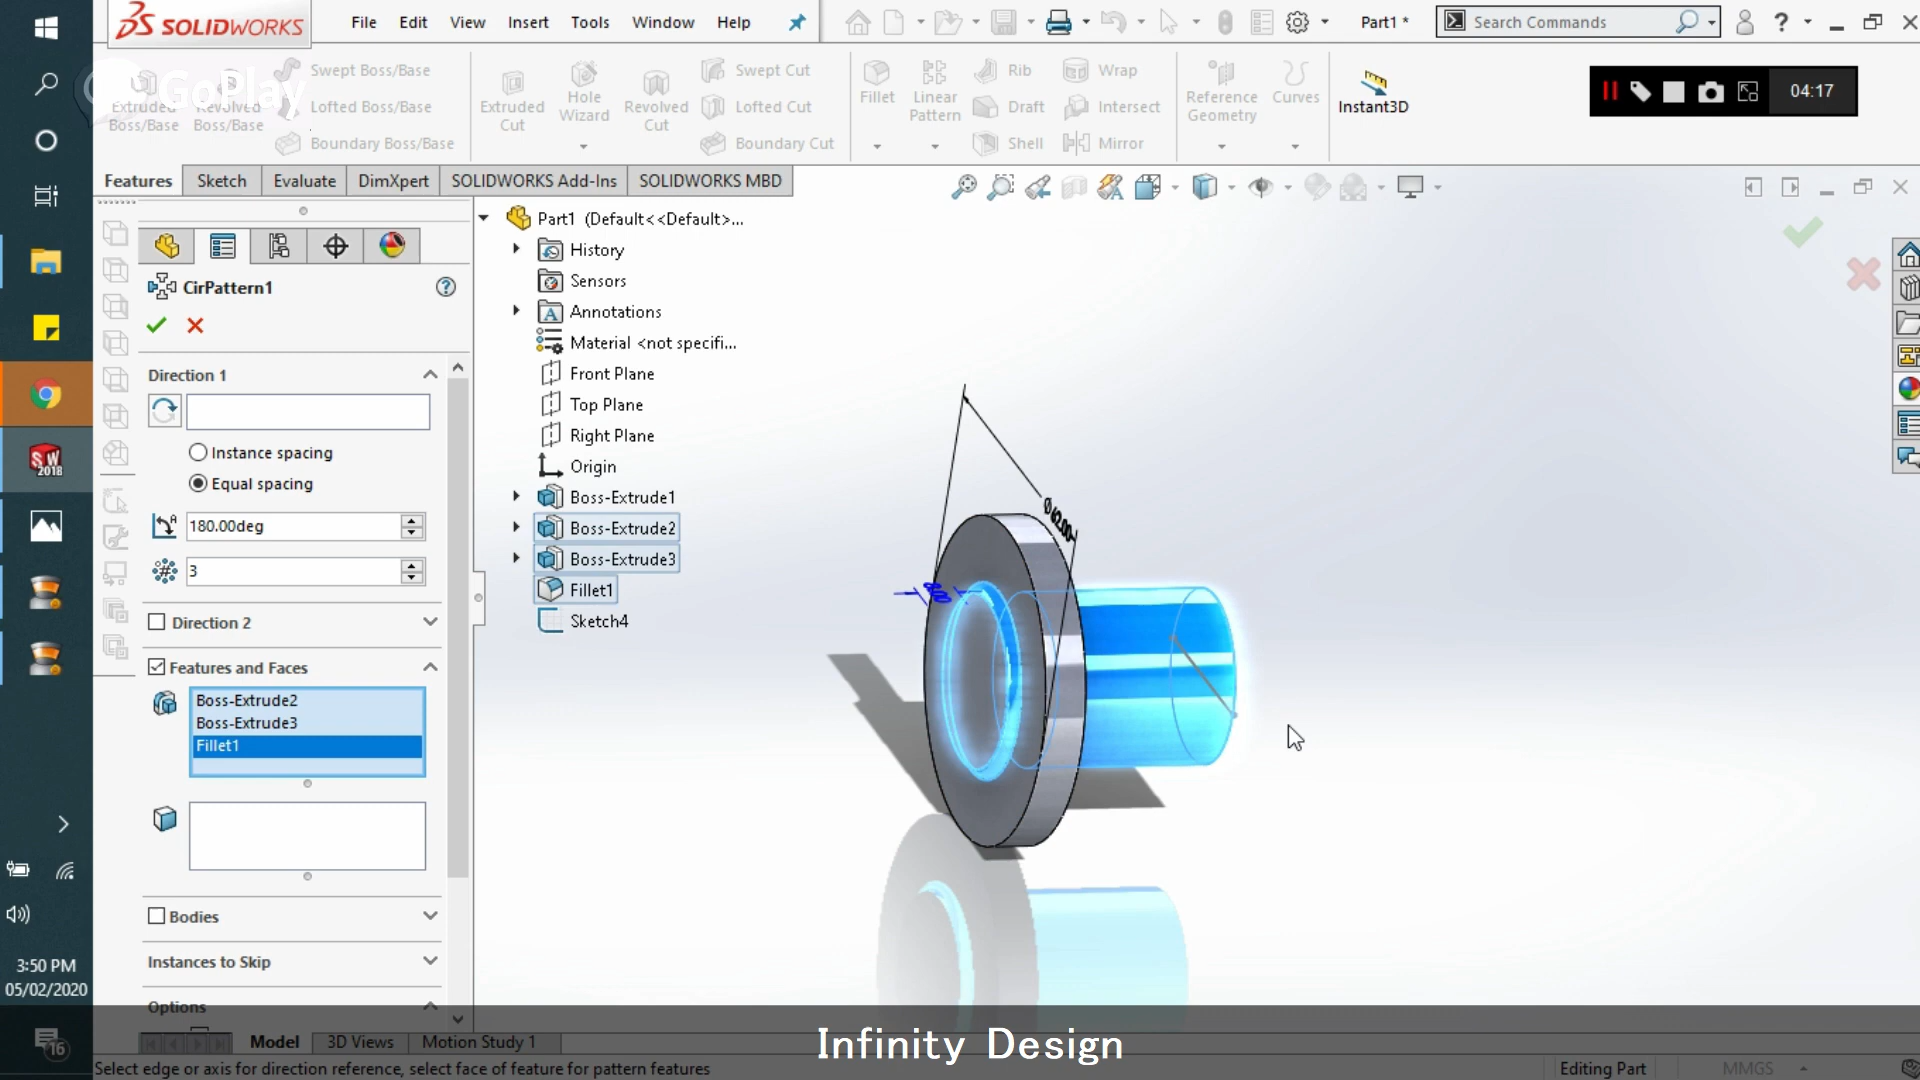 SOLIDWORKS
File Edit View Insert Tools Window Help
Part1 *
Search Commands
GoPlay
Extruded Boss/Base
Revolved Boss/Base
Swept Boss/Base
Lofted Boss/Base
Boundary Boss/Base
Extruded Cut
Hole Wizard
Revolved Cut
Swept Cut
Lofted Cut
Boundary Cut
Fillet
Linear Pattern
Rib
Draft
Shell
Wrap
Intersect
Mirror
Reference Geometry
Curves
Instant3D
04:17
Features Sketch Evaluate DimXpert SOLIDWORKS Add-Ins SOLIDWORKS MBD
CirPattern1
Direction 1
Instance spacing
Equal spacing
180.00deg
3
Direction 2
Features and Faces
Boss-Extrude2
Boss-Extrude3
Fillet1
Bodies
Instances to Skip
Options
Part1 (Default<<Default>...
History
Sensors
Annotations
Material <not specifi...
Front Plane
Top Plane
Right Plane
Origin
Boss-Extrude1
Boss-Extrude2
Boss-Extrude3
Fillet1
Sketch4
SW
2018
3:50 PM
05/02/2020
16
Model 3D Views Motion Study 1
Infinity Design
Select edge or axis for direction reference, select face of feature for pattern features
Editing Part
MMGS